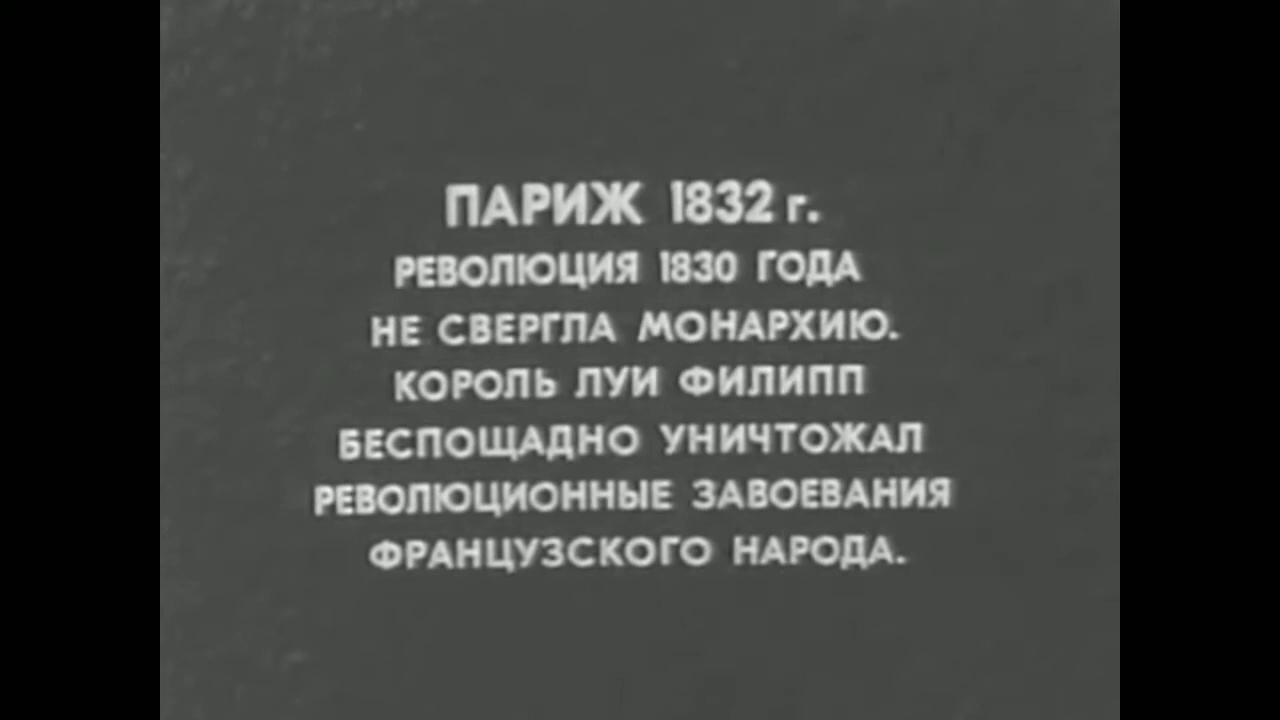 ПАРИЖ 1832 г.
РЕВОЛЮЦИЯ 1830 ГОДА
НЕ СВЕРГЛА МОНАРХИЮ.
КОРОЛЬ ЛУИ ФИЛИПП
БЕСПОЩАДНО УНИЧТОЖАЛ
РЕВОЛЮЦИОННЫЕ ЗАВОЕВАНИЯ
ФРАНЦУЗСКОГО НАРОДА.